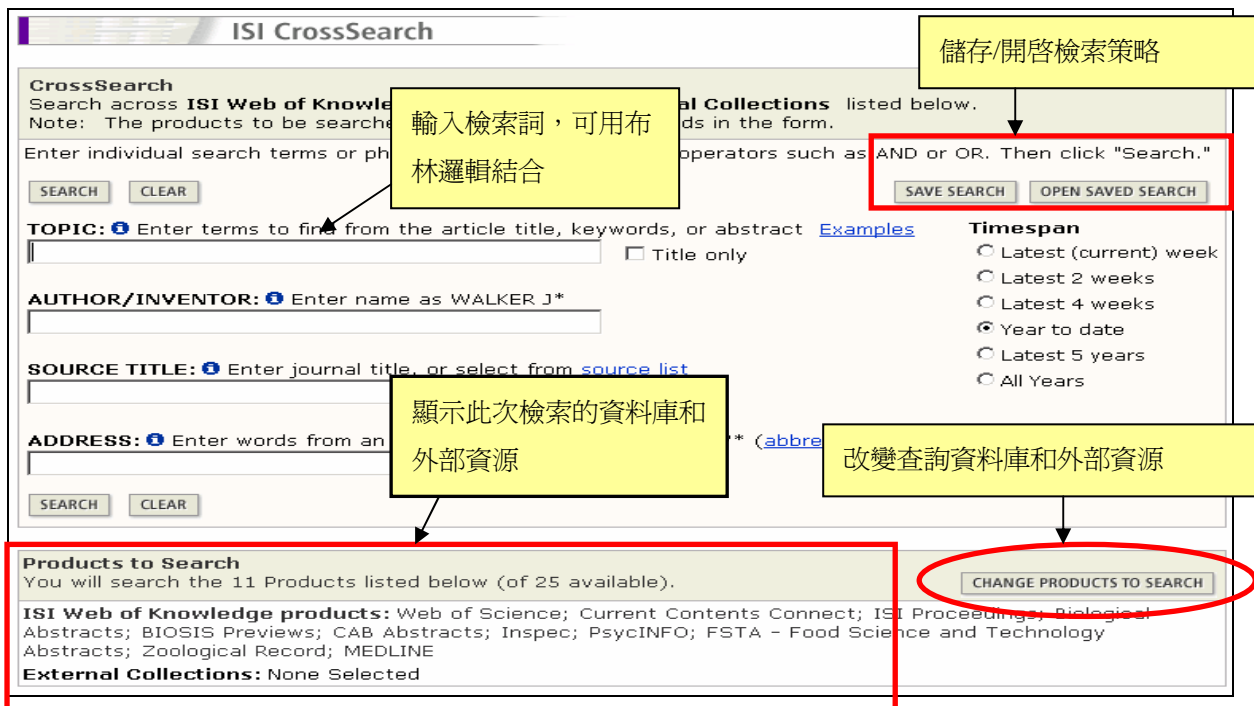 ISI CrossSearch
儲存/開啓檢索策略
CrossSearch
Search across ISI Web of Knowle al Collections listed below.
Note: The products to be searche ds in the form.
輸入檢索詞，可用布
林邏輯結合
Enter individual search terms or ph operators such as AND or OR. Then click "Search."
SEARCH CLEAR SAVE SEARCH OPEN SAVED SEARCH
TOPIC: Enter terms to find from the article title, keywords, or abstract Examples
Title only
Timespan
Latest (current) week
Latest 2 weeks
Latest 4 weeks
Year to date
Latest 5 years
All Years
AUTHOR/INVENTOR: Enter name as WALKER J*
SOURCE TITLE: Enter journal title, or select from source list
顯示此次檢索的資料庫和
外部資源
ADDRESS: Enter words from an "* (abbre
改變查詢資料庫和外部資源
SEARCH CLEAR
Products to Search
You will search the 11 Products listed below (of 25 available).
CHANGE PRODUCTS TO SEARCH
ISI Web of Knowledge products: Web of Science; Current Contents Connect; ISI Proceedings; Biological
Abstracts; BIOSIS Previews; CAB Abstracts; Inspec; PsycINFO; FSTA - Food Science and Technology
Abstracts; Zoological Record; MEDLINE
External Collections: None Selected